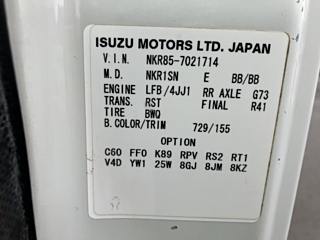 ISUZU MOTORS LTD. JAPAN
V.I.N. NKR85-7021714
M.D. NKR1SN E BB/BB
ENGINE LFB/4JJ1 RR AXLE G73
TRANS. RST FINAL R41
TIRE BWQ
B.COLOR/TRIM 729/155
OPTION
C60 FF0 K89 RPV RS2 RT1
V4D YW1 25W 8GJ 8JM 8KZ